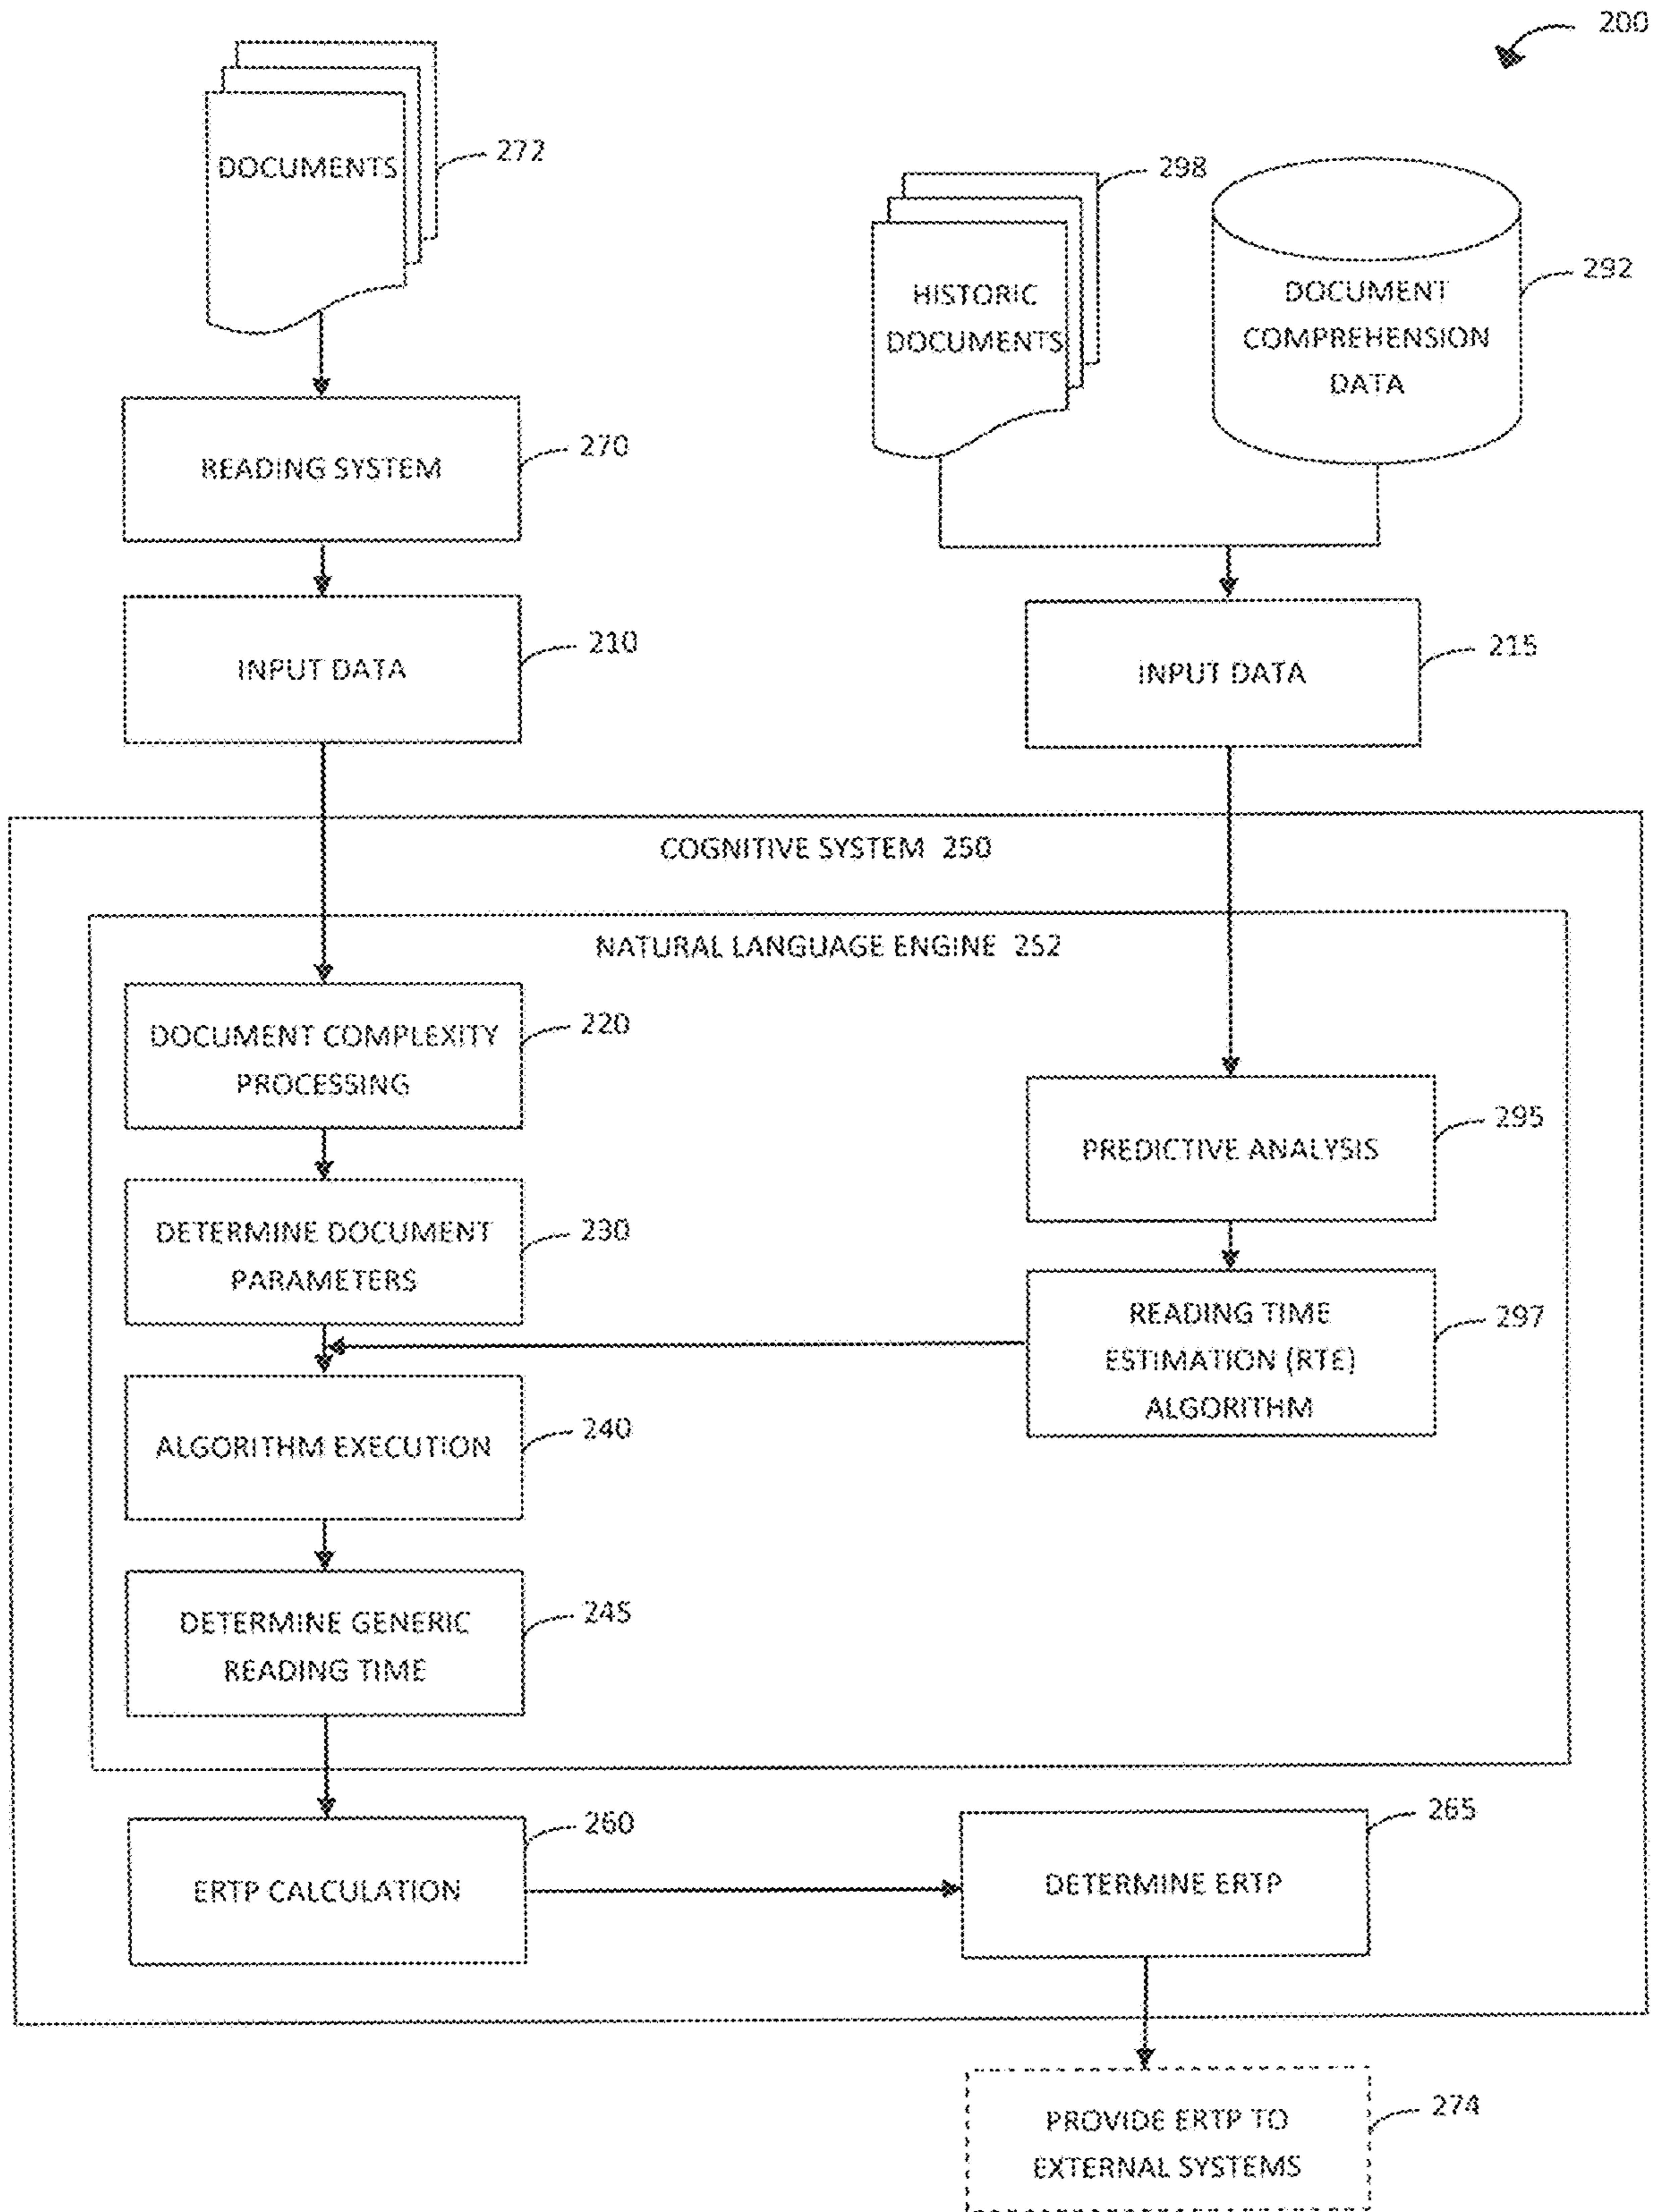 200
DOCUMENTS
272
298
HISTORIC
DOCUMENTS
292
DOCUMENT
COMPREHENSION
DATA
READING SYSTEM
270
INPUT DATA
210
INPUT DATA
215
COGNITIVE SYSTEM 250
NATURAL LANGUAGE ENGINE 252
DOCUMENT COMPLEXITY
PROCESSING
220
PREDICTIVE ANALYSIS
295
DETERMINE DOCUMENT
PARAMETERS
230
READING TIME
ESTIMATION (RTE)
ALGORITHM
297
ALGORITHM EXECUTION
240
DETERMINE GENERIC
READING TIME
245
ERTP CALCULATION
260
DETERMINE ERTP
265
PROVIDE ERTP TO
EXTERNAL SYSTEMS
274